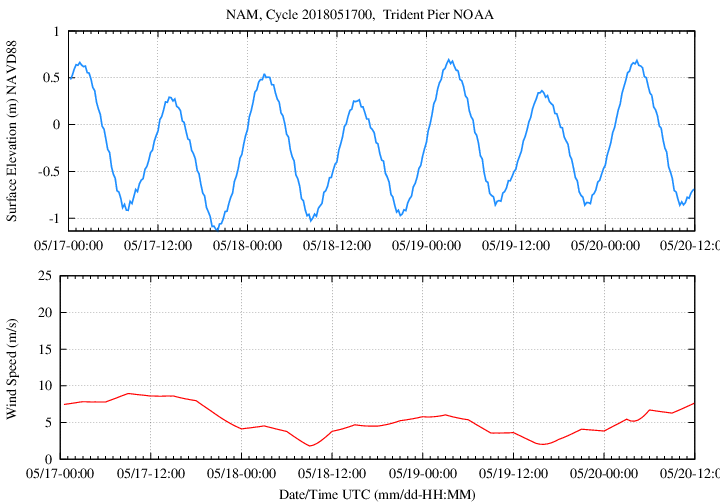 NAM, Cycle 2018051700, Trident Pier NOAA
Surface Elevation (m) NAVD88
1
0.5
0
-0.5
-1
05/17-00:00 05/17-12:00 05/18-00:00 05/18-12:00 05/19-00:00 05/19-12:00 05/20-00:00 05/20-12:0
Wind Speed (m/s)
25
20
15
10
5
0
05/17-00:00 05/17-12:00 05/18-00:00 05/18-12:00 05/19-00:00 05/19-12:00 05/20-00:00 05/20-12:0
Date/Time UTC (mm/dd-HH:MM)